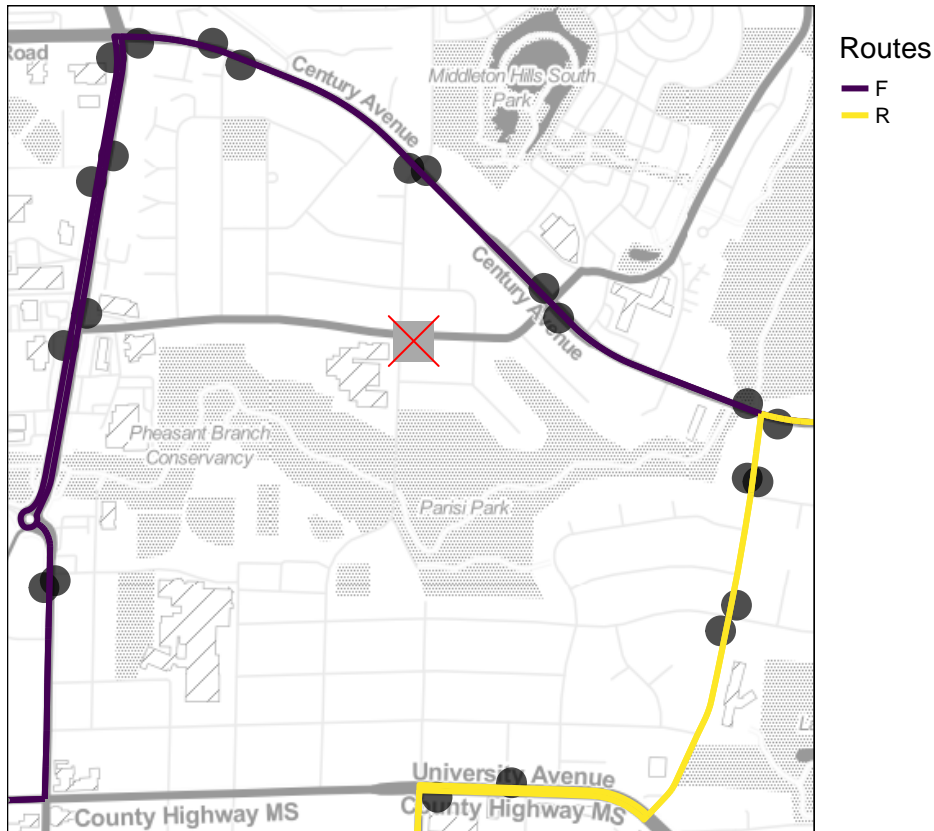 Routes
F
R
Road
Century Avenue
Middleton Hills South
Park
Century Avenue
Pheasant Branch
Conservancy
Parisi Park
University Avenue
County Highway MS
County Highway MS